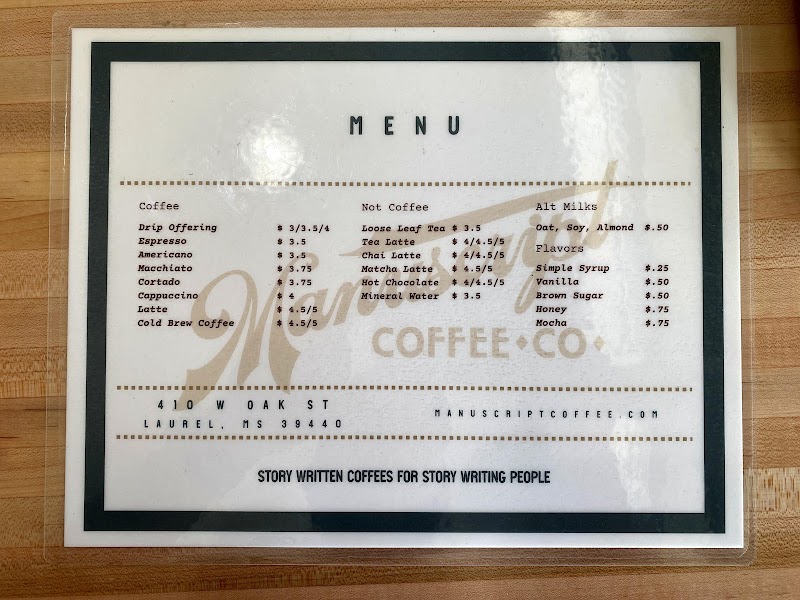 MENU
Coffee
Drip Offering $ 3/3.5/4
Espresso $ 3.5
Americano $ 3.5
Macchiato $ 3.75
Cortado $ 3.75
Cappuccino $ 4
Latte $ 4.5/5
Cold Brew Coffee $ 4.5/5
Not Coffee
Loose Leaf Tea $ 3.5
Tea Latte $ 4/4.5/5
Chai Latte $ 4/4.5/5
Matcha Latte $ 4.5/5
Hot Chocolate $ 4/4.5/5
Mineral Water $ 3.5
Alt Milks
Oat, Soy, Almond $.50
Flavors
Simple Syrup $.25
Vanilla $.50
Brown Sugar $.50
Honey $.75
Mocha $.75
Manuscript
COFFEE·CO·
410 W OAK ST
LAUREL, MS 39440
MANUSCRIPTCOFFEE.COM
STORY WRITTEN COFFEES FOR STORY WRITING PEOPLE